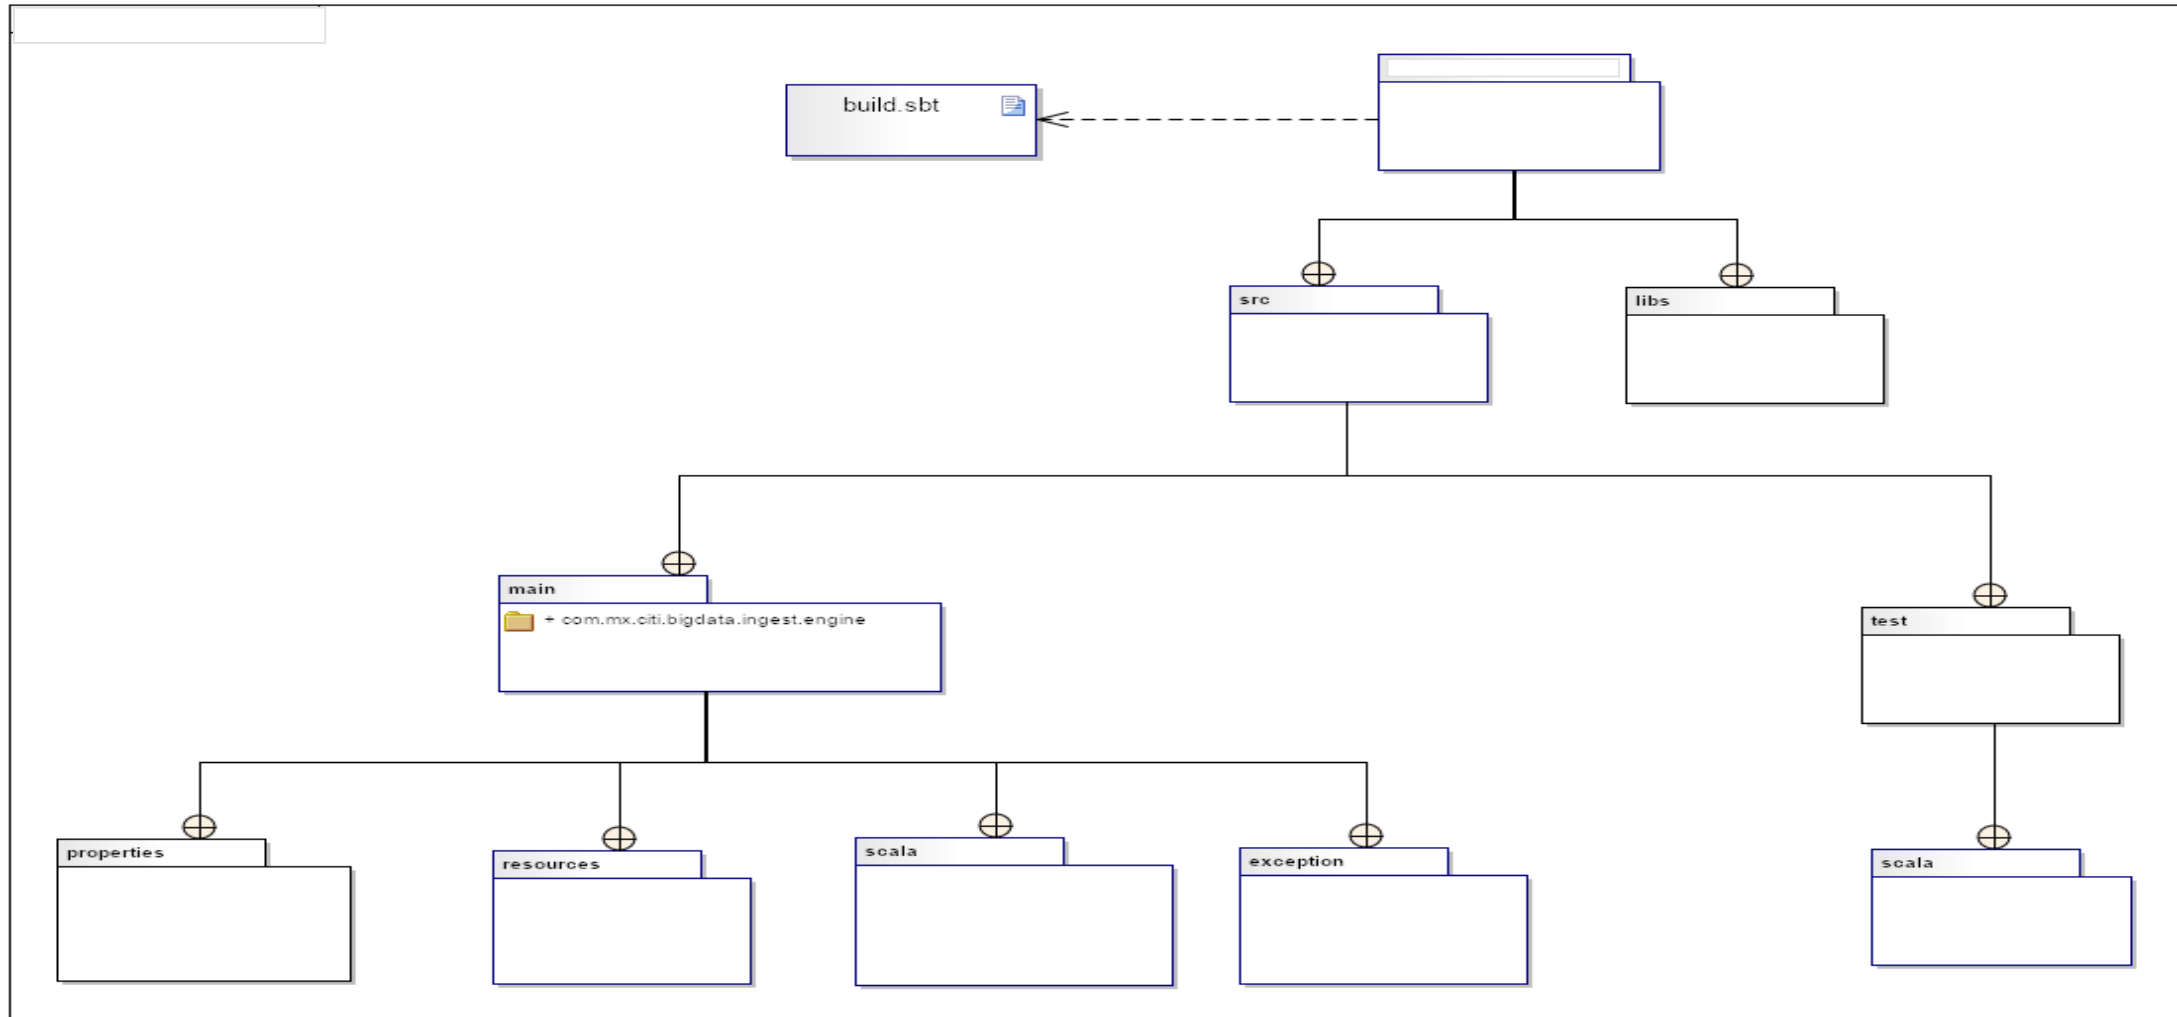 build.sbt
src
libs
main
+ com.mx.citi.bigdata.ingest.engine
test
properties
resources
scala
exception
scala